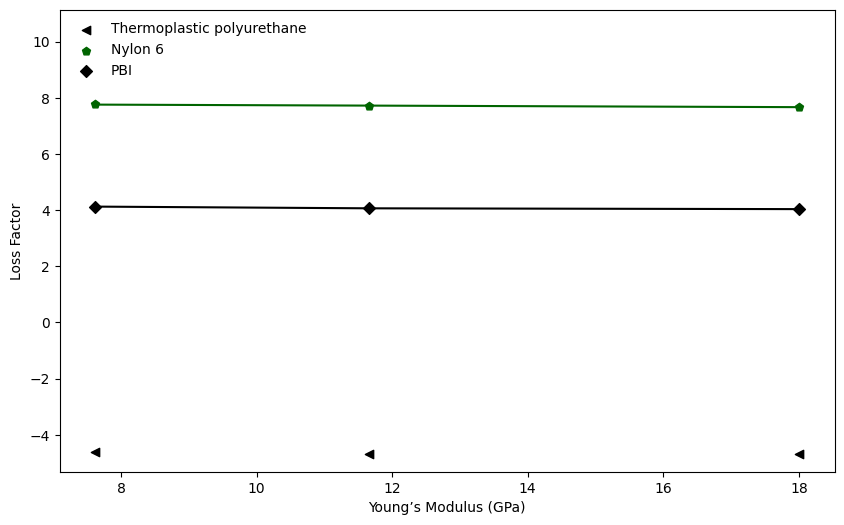 Thermoplastic polyurethane
Nylon 6
PBI
10
8
6
4
2
0
−2
−4
Loss Factor
8 10 12 14 16 18
Young’s Modulus (GPa)